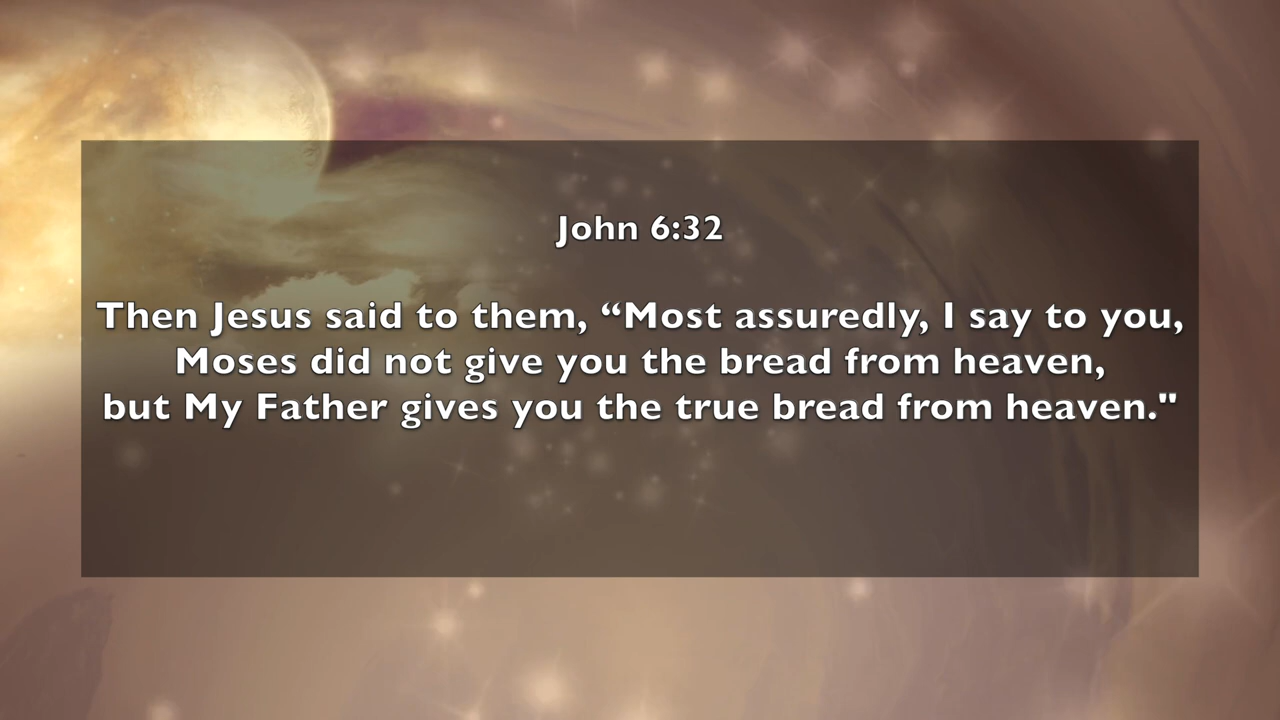 John 6:32
Then Jesus said to them, “Most assuredly, I say to you,
Moses did not give you the bread from heaven,
but My Father gives you the true bread from heaven."